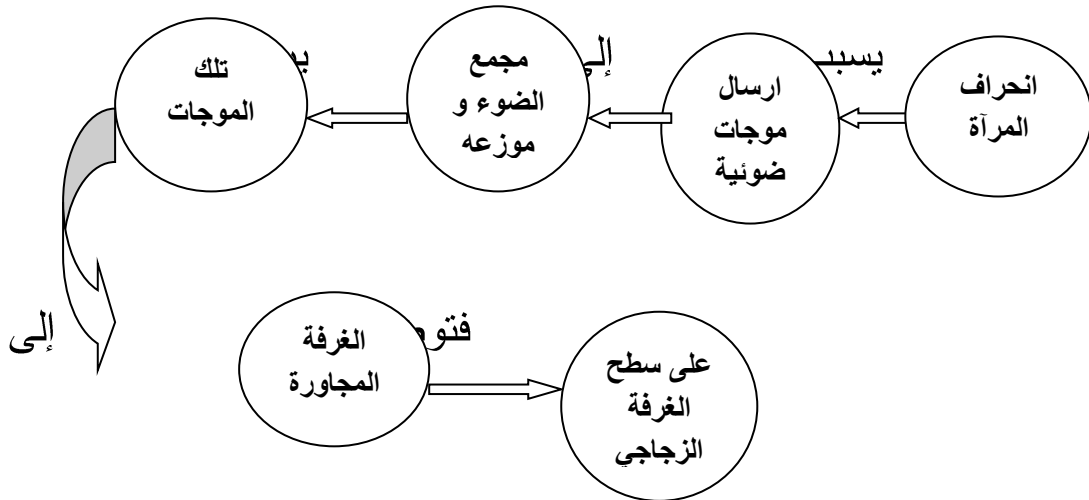 انحراف
المرآة
يسبب
ارسال
موجات
ضوئية
إلى
مجمع
الضوء و
موزعه
تلك
الموجات
إلى
الغرفة
المجاورة
على سطح
الغرفة
الزجاجي